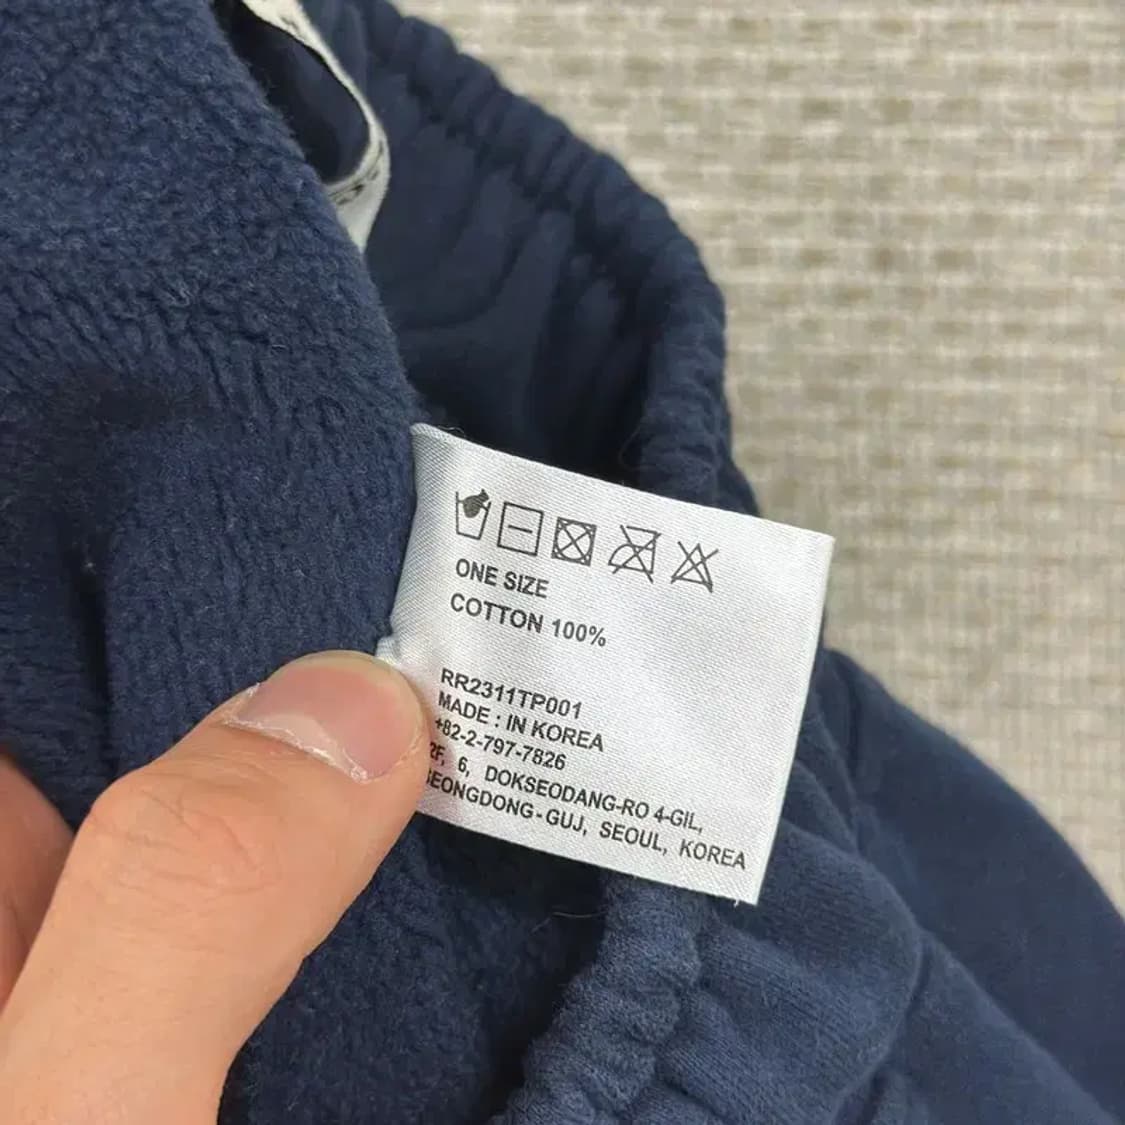 ONE SIZE
COTTON 100%
RR2311TP001
MADE : IN KOREA
+82-2-797-7826
2F, 6, DOKSEODANG-RO 4-GIL,
SEONGDONG-GUJ, SEOUL, KOREA